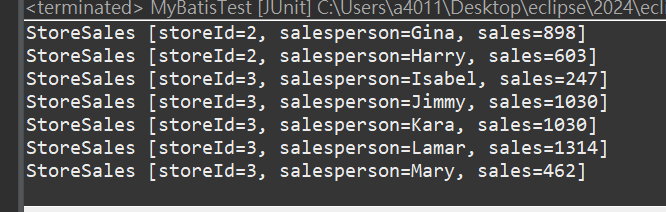 <terminated> MyBatisTest [JUnit] C:\Users\a4011\Desktop\eclipse\2024\ecli
StoreSales [storeId=2, salesperson=Gina, sales=898]
StoreSales [storeId=2, salesperson=Harry, sales=603]
StoreSales [storeId=3, salesperson=Isabel, sales=247]
StoreSales [storeId=3, salesperson=Jimmy, sales=1030]
StoreSales [storeId=3, salesperson=Kara, sales=1030]
StoreSales [storeId=3, salesperson=Lamar, sales=1314]
StoreSales [storeId=3, salesperson=Mary, sales=462]